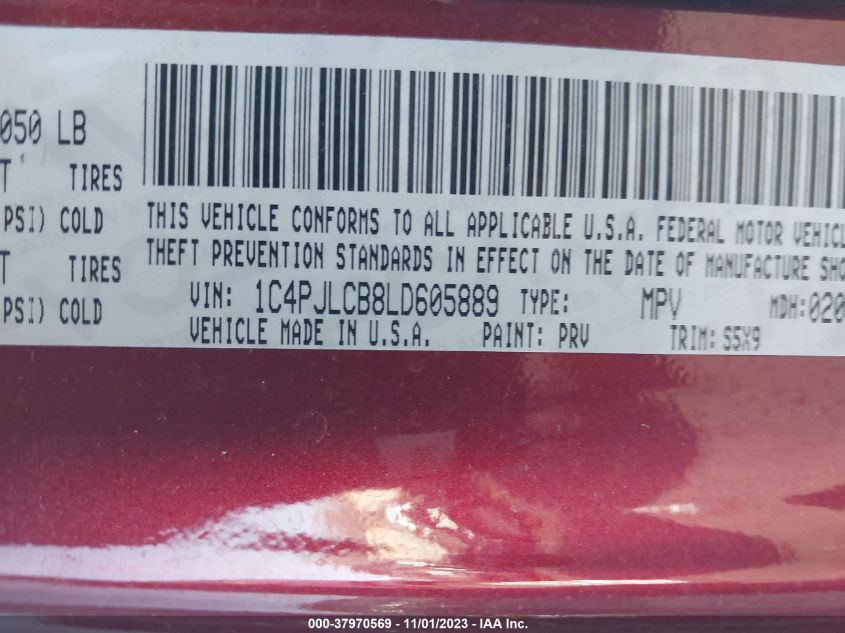 050 LB
T TIRES
PSI) COLD
T TIRES
PSI) COLD
THIS VEHICLE CONFORMS TO ALL APPLICABLE U.S.A. FEDERAL MOTOR VEHICL
THEFT PREVENTION STANDARDS IN EFFECT ON THE DATE OF MANUFACTURE SHO
VIN: 1C4PJLCB8LD605889 TYPE: MPV MDH:020
VEHICLE MADE IN U.S.A. PAINT: PRV TRIM: S5X9
000-37970569 - 11/01/2023 - IAA Inc.